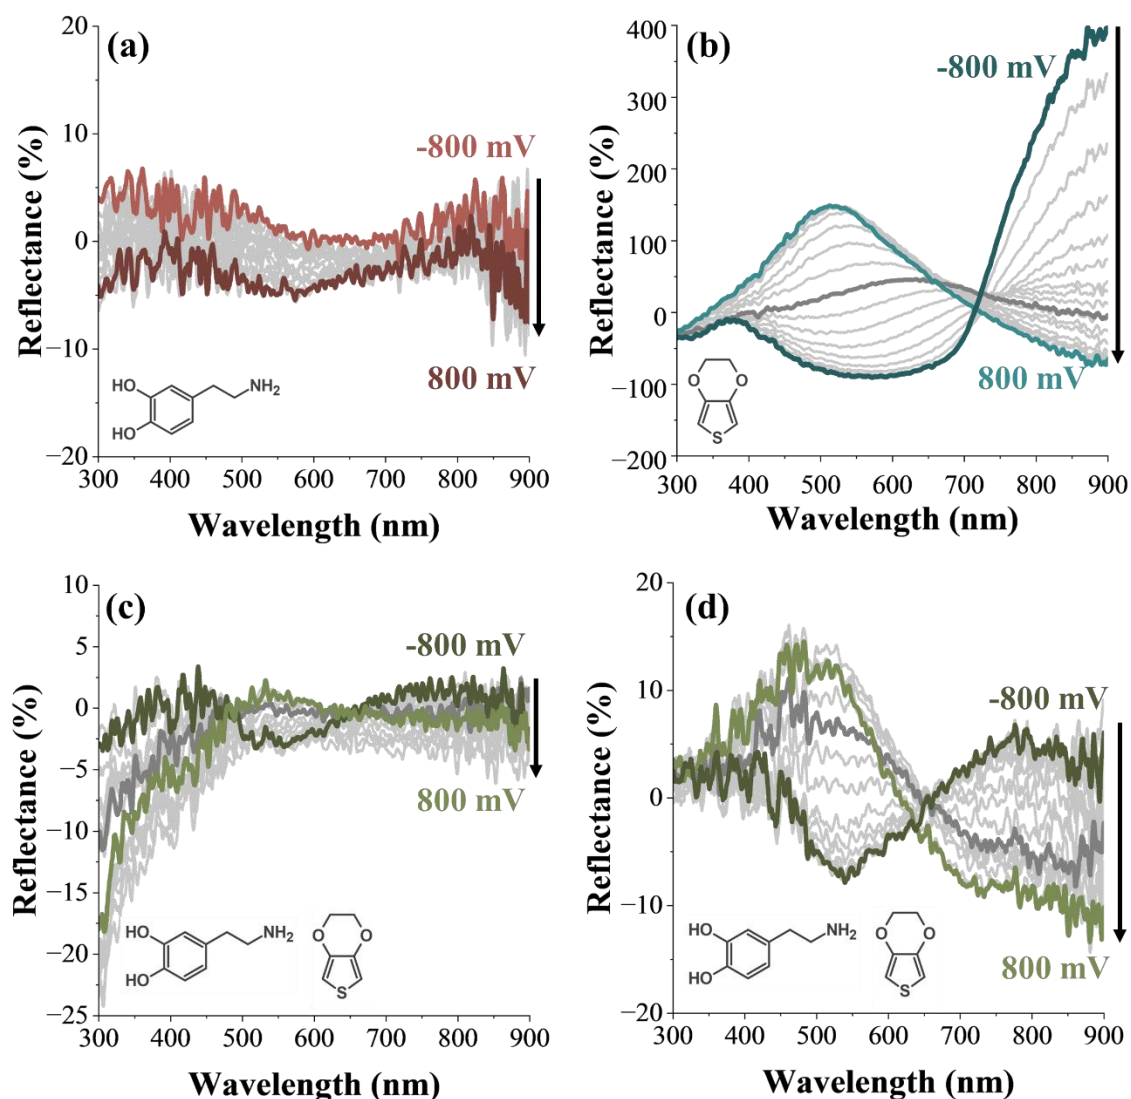 (a)
20
10
0
−10
−20
Reflectance (%)
-800 mV
800 mV
HO
HO
NH2
300 400 500 600 700 800 900
Wavelength (nm)
(b)
400
300
200
100
0
−100
−200
Reflectance (%)
-800 mV
800 mV
O O
S
300 400 500 600 700 800 900
Wavelength (nm)
(c)
10
5
0
−5
−10
−15
−20
−25
Reflectance (%)
-800 mV
800 mV
HO
HO
NH2
O O
S
300 400 500 600 700 800 900
Wavelength (nm)
(d)
20
10
0
−10
−20
Reflectance (%)
-800 mV
800 mV
HO
HO
NH2
O O
S
300 400 500 600 700 800 900
Wavelength (nm)